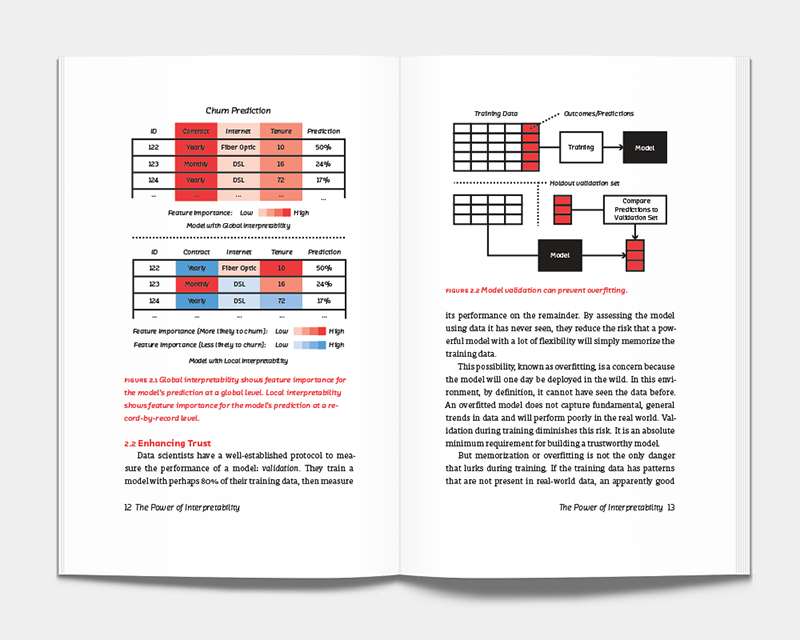 Churn Prediction
ID Contract Internet Tenure Prediction
122 Yearly Fiber Optic 10 50%
123 Monthly DSL 16 24%
124 Yearly DSL 72 17%
... ... ... ... ...
Feature Importance: Low High
Model with Global Interpretability
ID Contract Internet Tenure Prediction
122 Yearly Fiber Optic 10 50%
123 Monthly DSL 16 24%
124 Yearly DSL 72 17%
... ... ... ... ...
Feature Importance (More likely to churn): Low High
Feature Importance (Less likely to churn): Low High
Model with Local Interpretability
FIGURE 2.1 Global interpretability shows feature importance for
the model's prediction at a global level. Local interpretability
shows feature importance for the model's prediction at a re-
cord-by-record level.
2.2 Enhancing Trust
Data scientists have a well-established protocol to mea-
sure the performance of a model: validation. They train a
model with perhaps 80% of their training data, then measure
12 The Power of Interpretability
Training Data Outcomes/Predictions
Training Model
Holdout validation set
Compare
Predictions to
Validation Set
Model
FIGURE 2.2 Model validation can prevent overfitting.
its performance on the remainder. By assessing the model
using data it has never seen, they reduce the risk that a pow-
erful model with a lot of flexibility will simply memorize the
training data.
This possibility, known as overfitting, is a concern because
the model will one day be deployed in the wild. In this envi-
ronment, by definition, it cannot have seen the data before.
An overfitted model does not capture fundamental, general
trends in data and will perform poorly in the real world. Val-
idation during training diminishes this risk. It is an absolute
minimum requirement for building a trustworthy model.
But memorization or overfitting is not the only danger
that lurks during training. If the training data has patterns
that are not present in real-world data, an apparently good
The Power of Interpretability 13